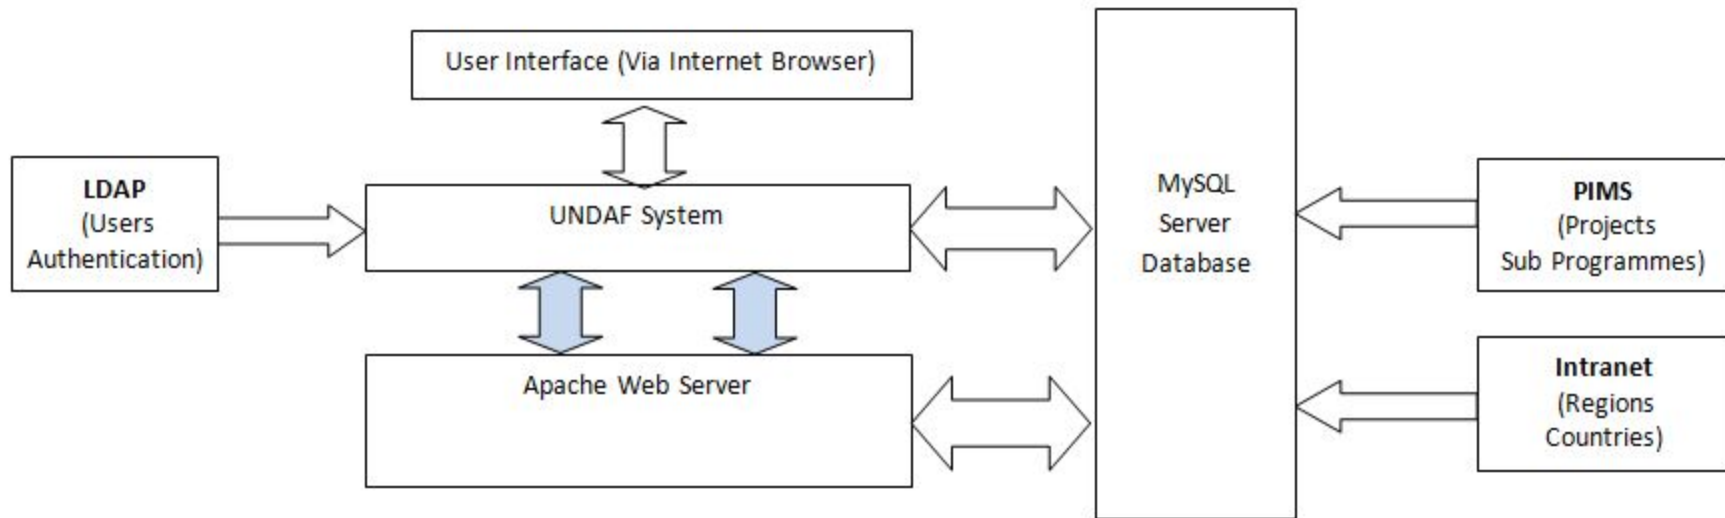 User Interface (Via Internet Browser)
LDAP
(Users
Authentication)
UNDAF System
Apache Web Server
MySQL
Server
Database
PIMS
(Projects
Sub Programmes)
Intranet
(Regions
Countries)